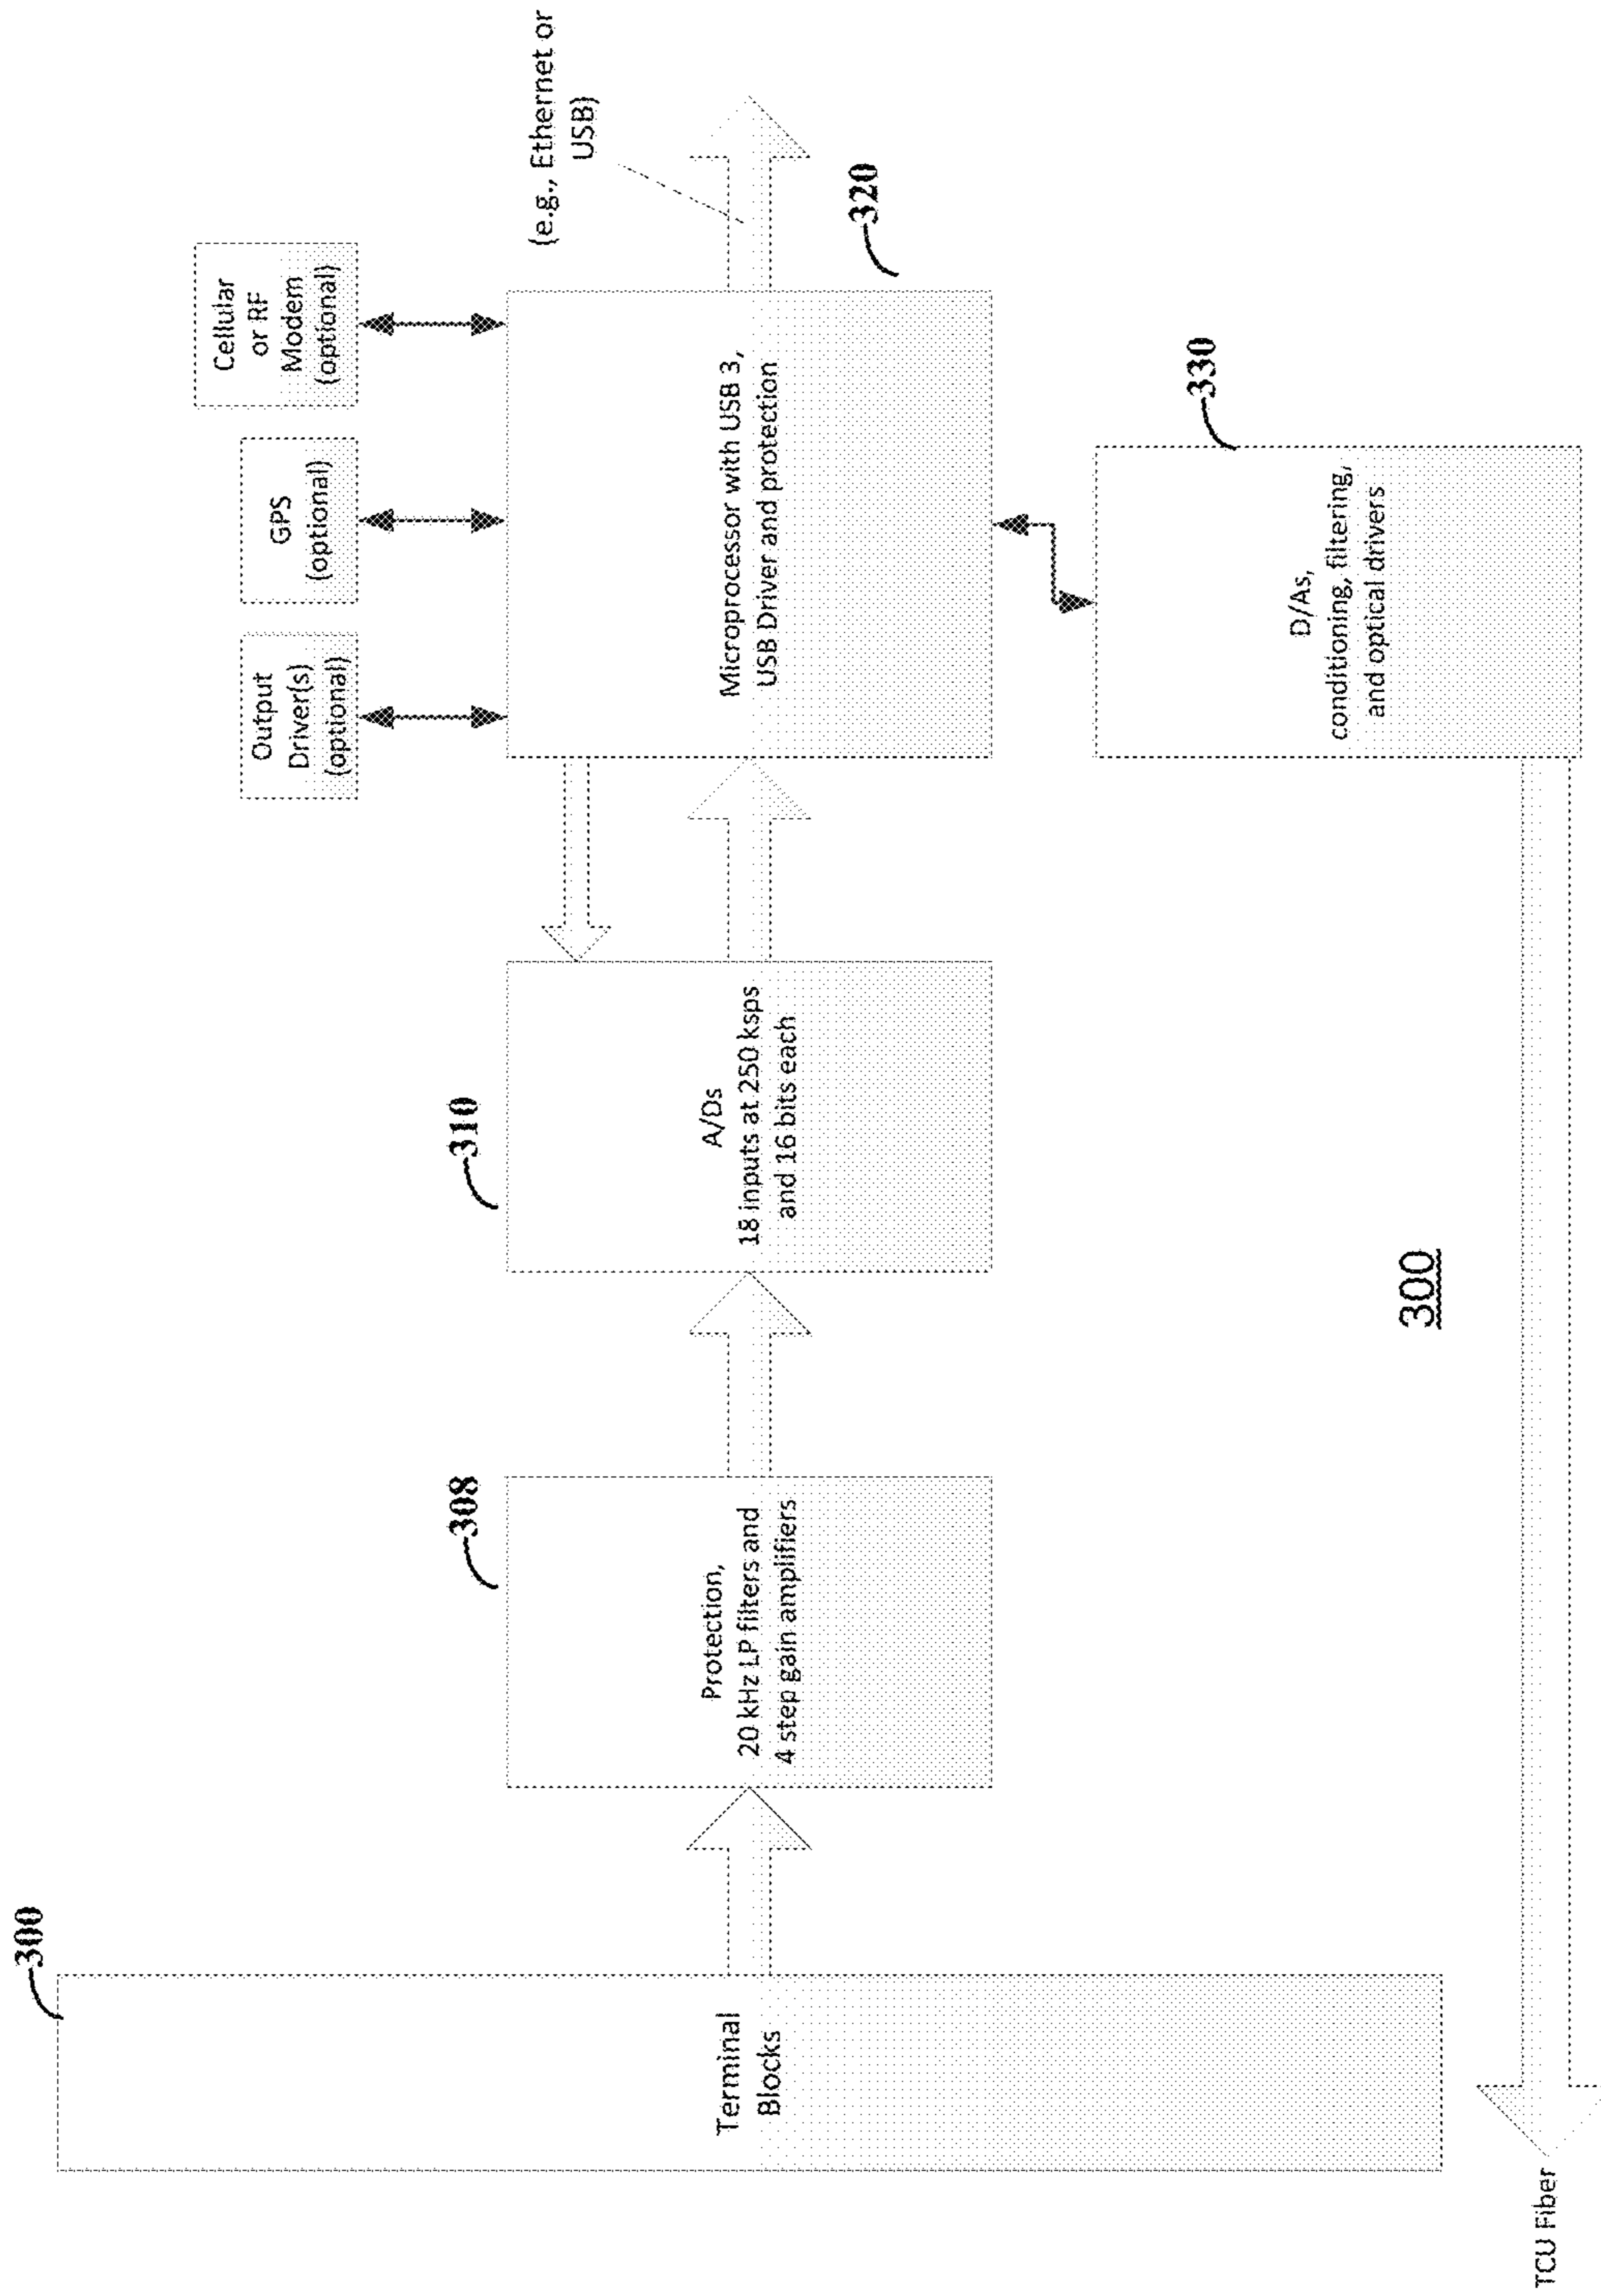 300
Terminal
Blocks
308
Protection,
20 kHz LP filters and
4 step gain amplifiers
310
A/Ds
18 inputs at 250 ksps
and 16 bits each
Output
Driver(s)
(optional)
GPS
(optional)
Cellular
or RF
Modem
(optional)
Microprocessor with USB 3,
USB Driver and protection
(e.g., Ethernet or
USB)
320
330
D/As,
conditioning, filtering,
and optical drivers
300
TCU Fiber